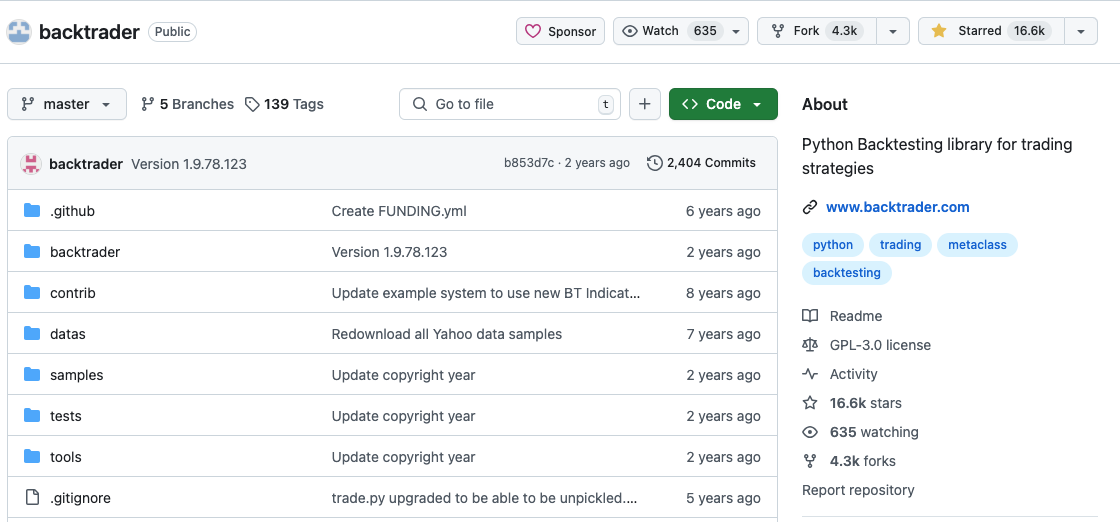 backtrader Public Sponsor Watch 635 Fork 4.3k Starred 16.6k
master 5 Branches 139 Tags Go to file t + Code
backtrader Version 1.9.78.123 b853d7c · 2 years ago 2,404 Commits
.github Create FUNDING.yml 6 years ago
backtrader Version 1.9.78.123 2 years ago
contrib Update example system to use new BT Indicat... 8 years ago
datas Redownload all Yahoo data samples 7 years ago
samples Update copyright year 2 years ago
tests Update copyright year 2 years ago
tools Update copyright year 2 years ago
.gitignore trade.py upgraded to be able to be unpickled.... 5 years ago
About
Python Backtesting library for trading
strategies
www.backtrader.com
python trading metaclass
backtesting
Readme
GPL-3.0 license
Activity
16.6k stars
635 watching
4.3k forks
Report repository